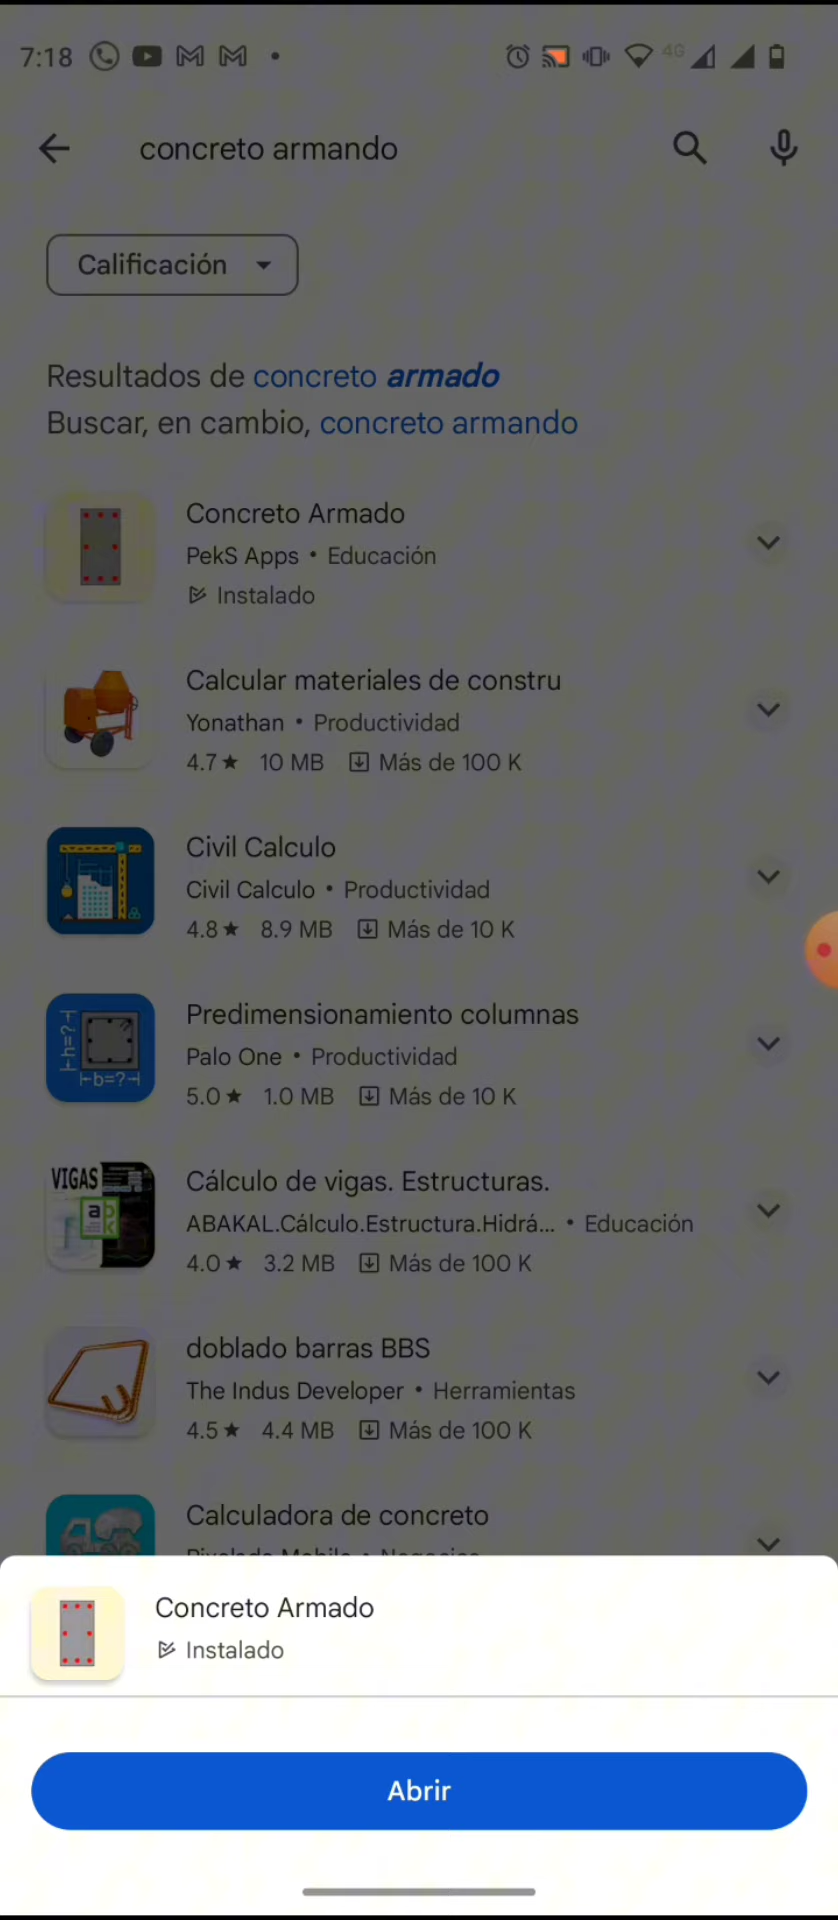 7:18
4G
concreto armando
Calificación
Resultados de concreto armado
Buscar, en cambio, concreto armando
Concreto Armado
PekS Apps • Educación
Instalado
Calcular materiales de constru
Yonathan • Productividad
4.7★ 10 MB Más de 100 K
Civil Calculo
Civil Calculo • Productividad
4.8★ 8.9 MB Más de 10 K
h=?
b=?
Predimensionamiento columnas
Palo One • Productividad
5.0★ 1.0 MB Más de 10 K
VIGAS
Cálculo de vigas. Estructuras.
ABAKAL.Cálculo.Estructura.Hidrá... • Educación
4.0★ 3.2 MB Más de 100 K
doblado barras BBS
The Indus Developer • Herramientas
4.5★ 4.4 MB Más de 100 K
Calculadora de concreto
Concreto Armado
Instalado
Abrir